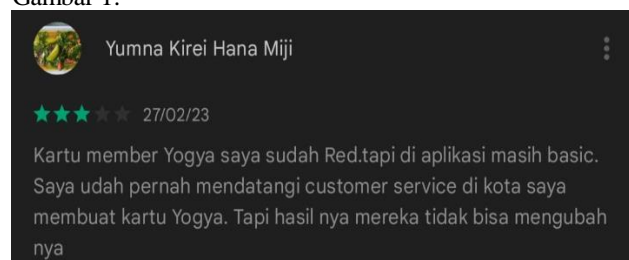 Gambar 1.
Yumna Kirei Hana Miji
27/02/23
Kartu member Yogya saya sudah Red.tapi di aplikasi masih basic.
Saya udah pernah mendatangi customer service di kota saya
membuat kartu Yogya. Tapi hasil nya mereka tidak bisa mengubah
nya